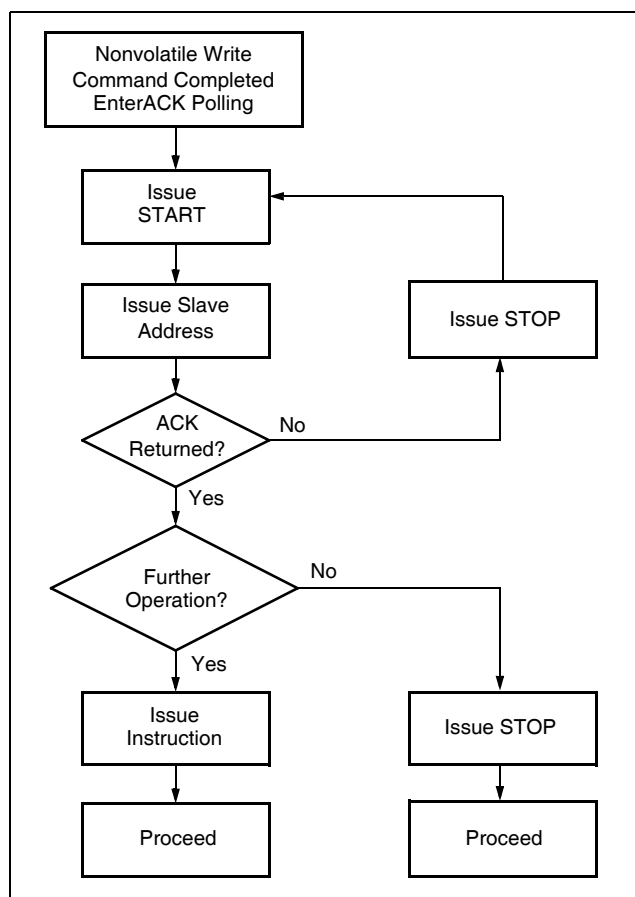 Nonvolatile Write
Command Completed
EnterACK Polling
Issue
START
Issue Slave
Address
Issue STOP
ACK
Returned?
No
Yes
Further
Operation?
No
Yes
Issue
Instruction
Issue STOP
Proceed
Proceed